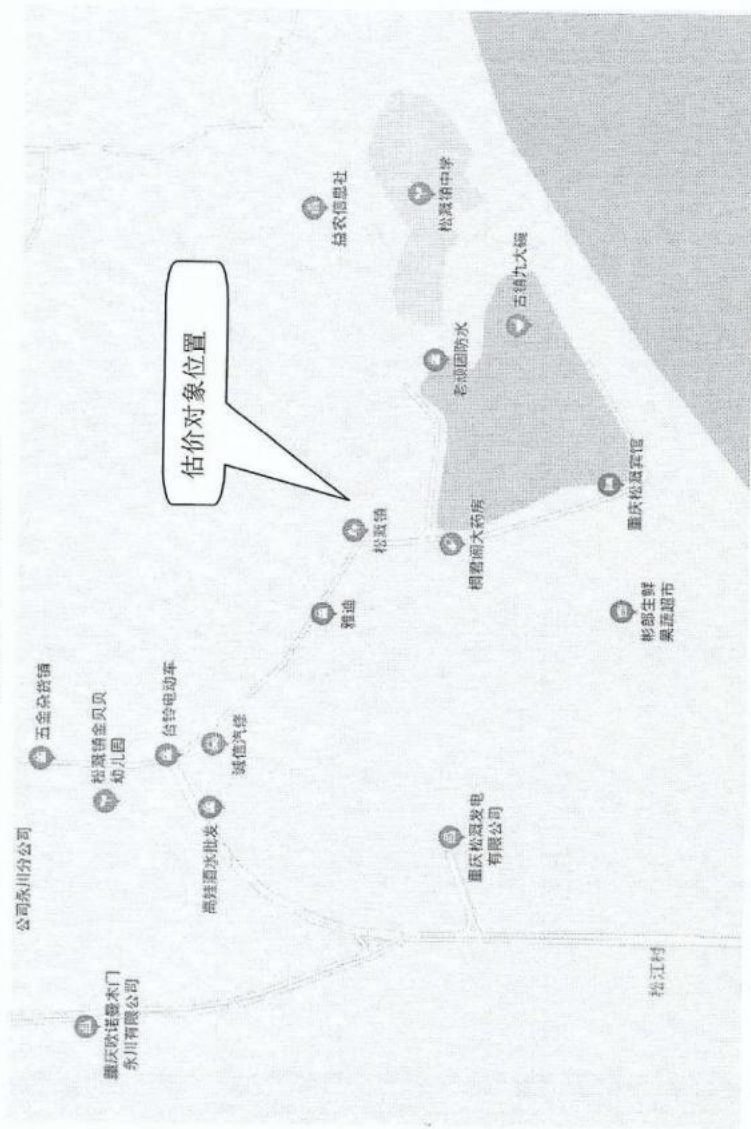 公司永川分公司
五金杂货铺
松溉镇金贝贝
幼儿园
重庆欧诺曼木门
永川有限公司
台铃电动车
估价对象位置
高娃酒水批发
诚信汽修
益农信息社
雅迪
松溉镇
松溉镇中学
老顽固防水
桐君阁大药房
重庆松溉发电
有限公司
古镇九大碗
重庆松溉宾馆
彬郎生鲜
果蔬超市
松江村